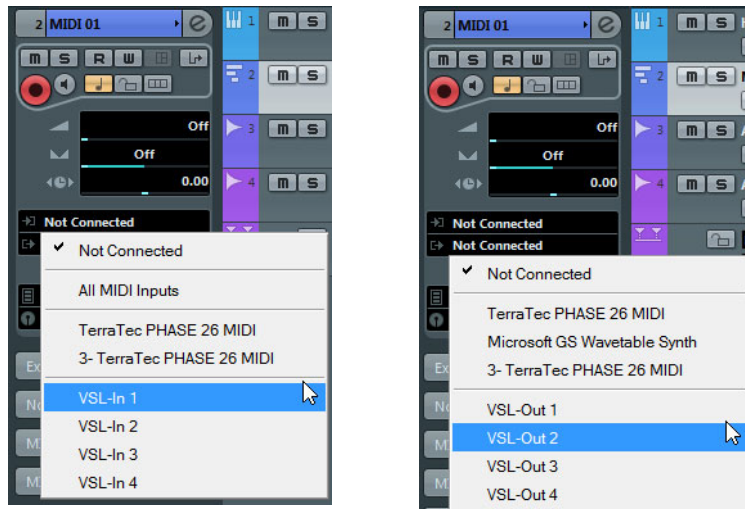 2 MIDI 01
1 m S
m S R W
2 m S
Off
3 m S
Off
0.00
4 m S
Not Connected
Not Connected
All MIDI Inputs
TerraTec PHASE 26 MIDI
3- TerraTec PHASE 26 MIDI
Ex
VSL-In 1
VSL-In 2
VSL-In 3
VSL-In 4
2 MIDI 01
1 m S
m S R W
2 m S
Off
3 m S
Off
0.00
4 m S
Not Connected
Not Connected
Not Connected
TerraTec PHASE 26 MIDI
Microsoft GS Wavetable Synth
3- TerraTec PHASE 26 MIDI
Ex
VSL-Out 1
VSL-Out 2
VSL-Out 3
VSL-Out 4